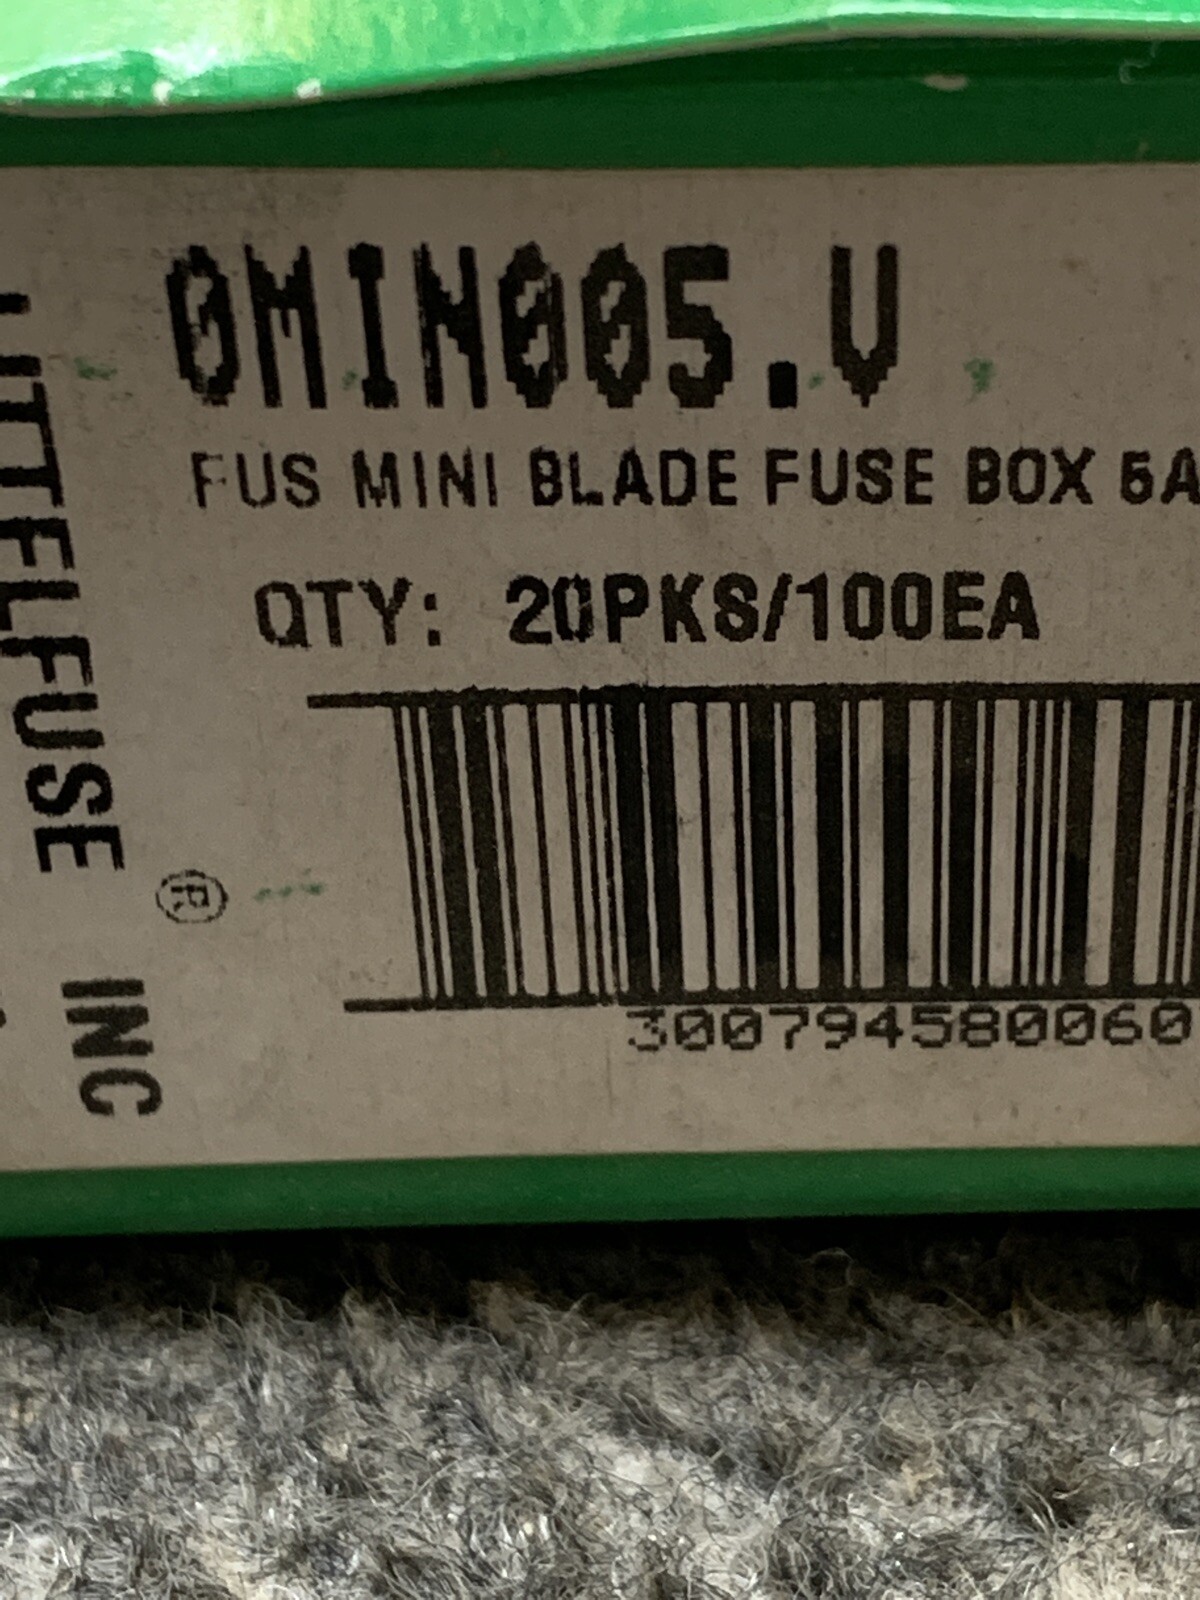 0MIN005.V
FUS MINI BLADE FUSE BOX 5A
QTY: 20PKS/100EA
300794580060
LITTELFUSE ® INC